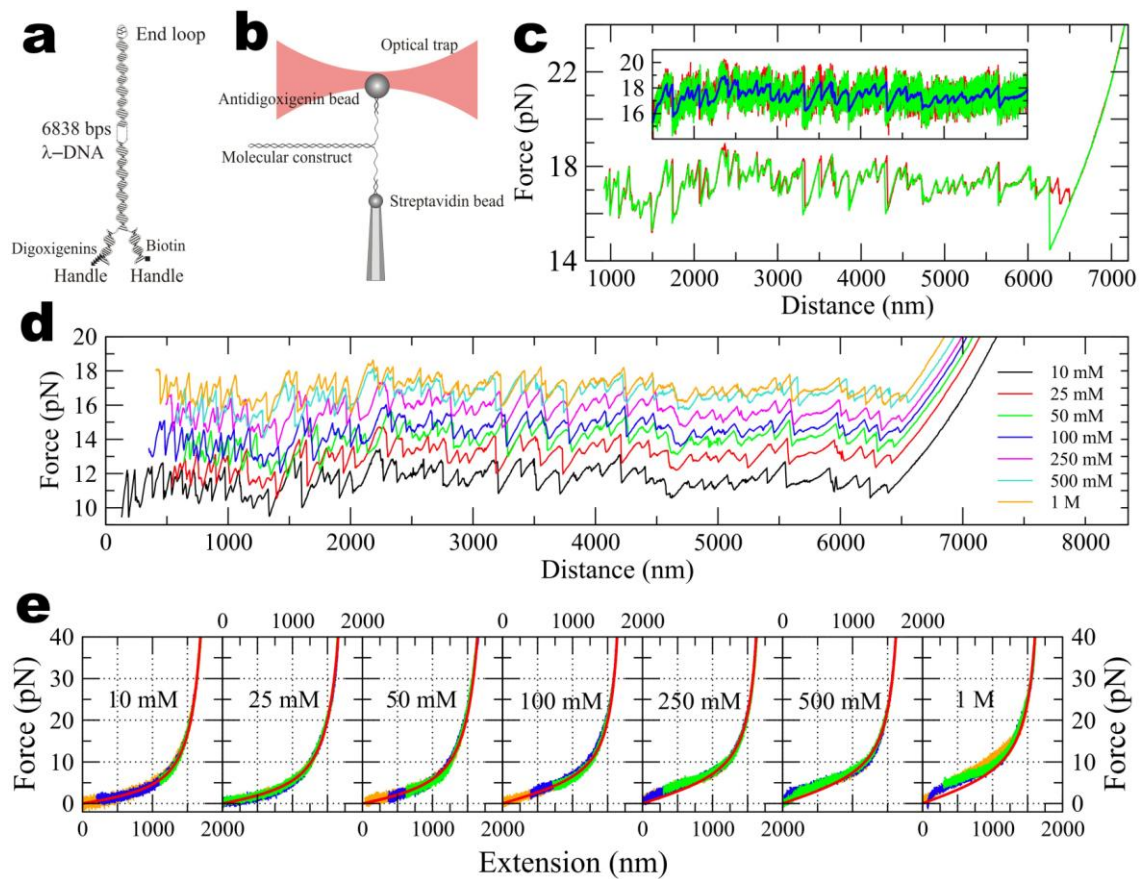 a
End loop
6838 bps
λ–DNA
Digoxigenins
Biotin
Handle
Handle
b
Optical trap
Antidigoxigenin bead
Molecular construct
Streptavidin bead
c
Force (pN)
22
18
14
20
18
16
1000 2000 3000 4000 5000 6000 7000
Distance (nm)
d
Force (pN)
20
18
16
14
12
10
0 1000 2000 3000 4000 5000 6000 7000 8000
Distance (nm)
10 mM
25 mM
50 mM
100 mM
250 mM
500 mM
1 M
e
0 1000 2000 0 1000 2000 0 1000 2000
Force (pN)
40
30
20
10
0
10 mM
25 mM
50 mM
100 mM
250 mM
500 mM
1 M
40
30
20
10
0
Force (pN)
0 1000 2000 0 1000 2000 0 1000 2000 0 1000 2000
Extension (nm)